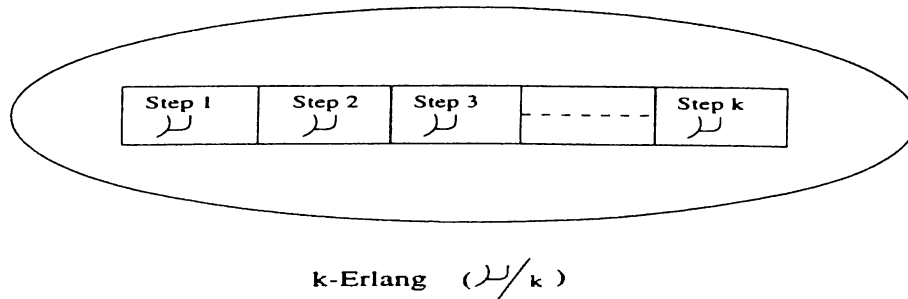 Step 1 Step 2 Step 3 Step k
μ μ μ μ
k-Erlang (μ/k)